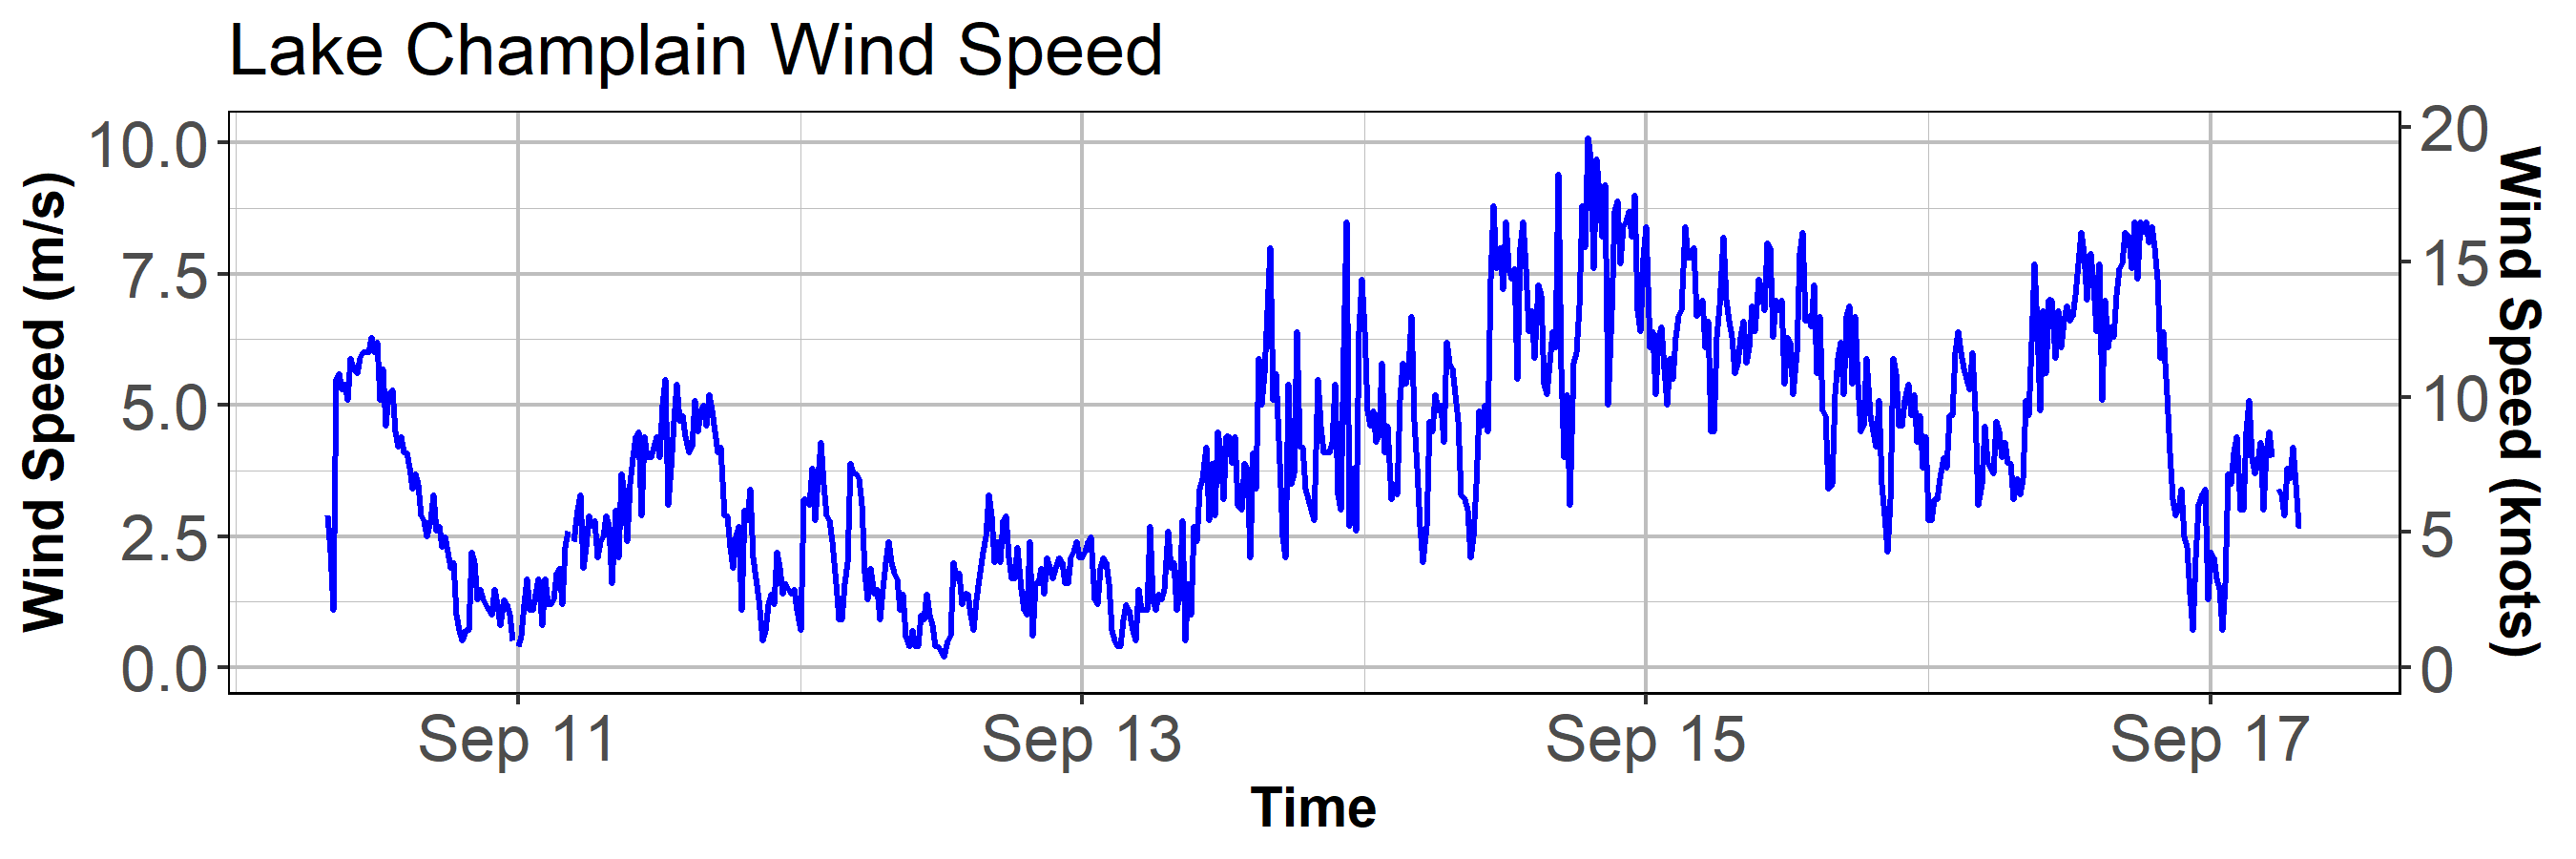 Lake Champlain Wind Speed
Wind Speed (m/s)
10.0
7.5
5.0
2.5
0.0
20
15
10
5
0
Wind Speed (knots)
Sep 11
Sep 13
Sep 15
Sep 17
Time